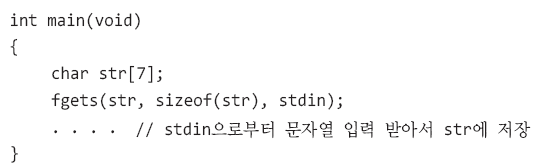 int main(void)
{
    char str[7];
    fgets(str, sizeof(str), stdin);
    . . . . // stdin으로부터 문자열 입력 받아서 str에 저장
}